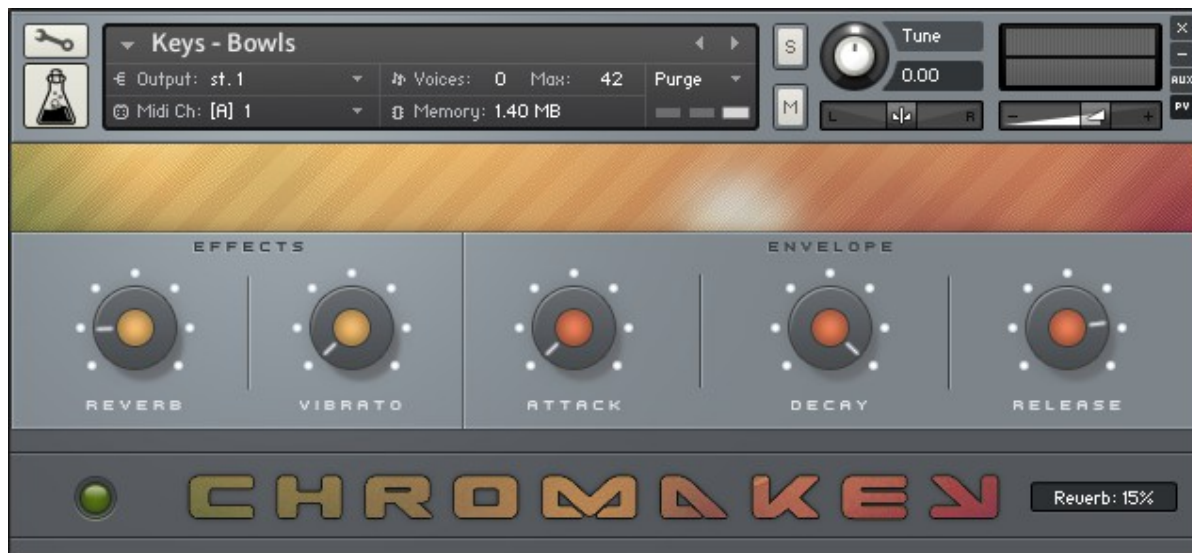 Keys - Bowls
Output: st. 1
Voices: 0 Max: 42
Purge
Midi Ch: [A] 1
Memory: 1.40 MB
S
M
Tune
0.00
L R
- +
X
-
AUX
PV
EFFECTS
ENVELOPE
REVERB
VIBRATO
ATTACK
DECAY
RELEASE
CHROMAKEY
Reverb: 15%